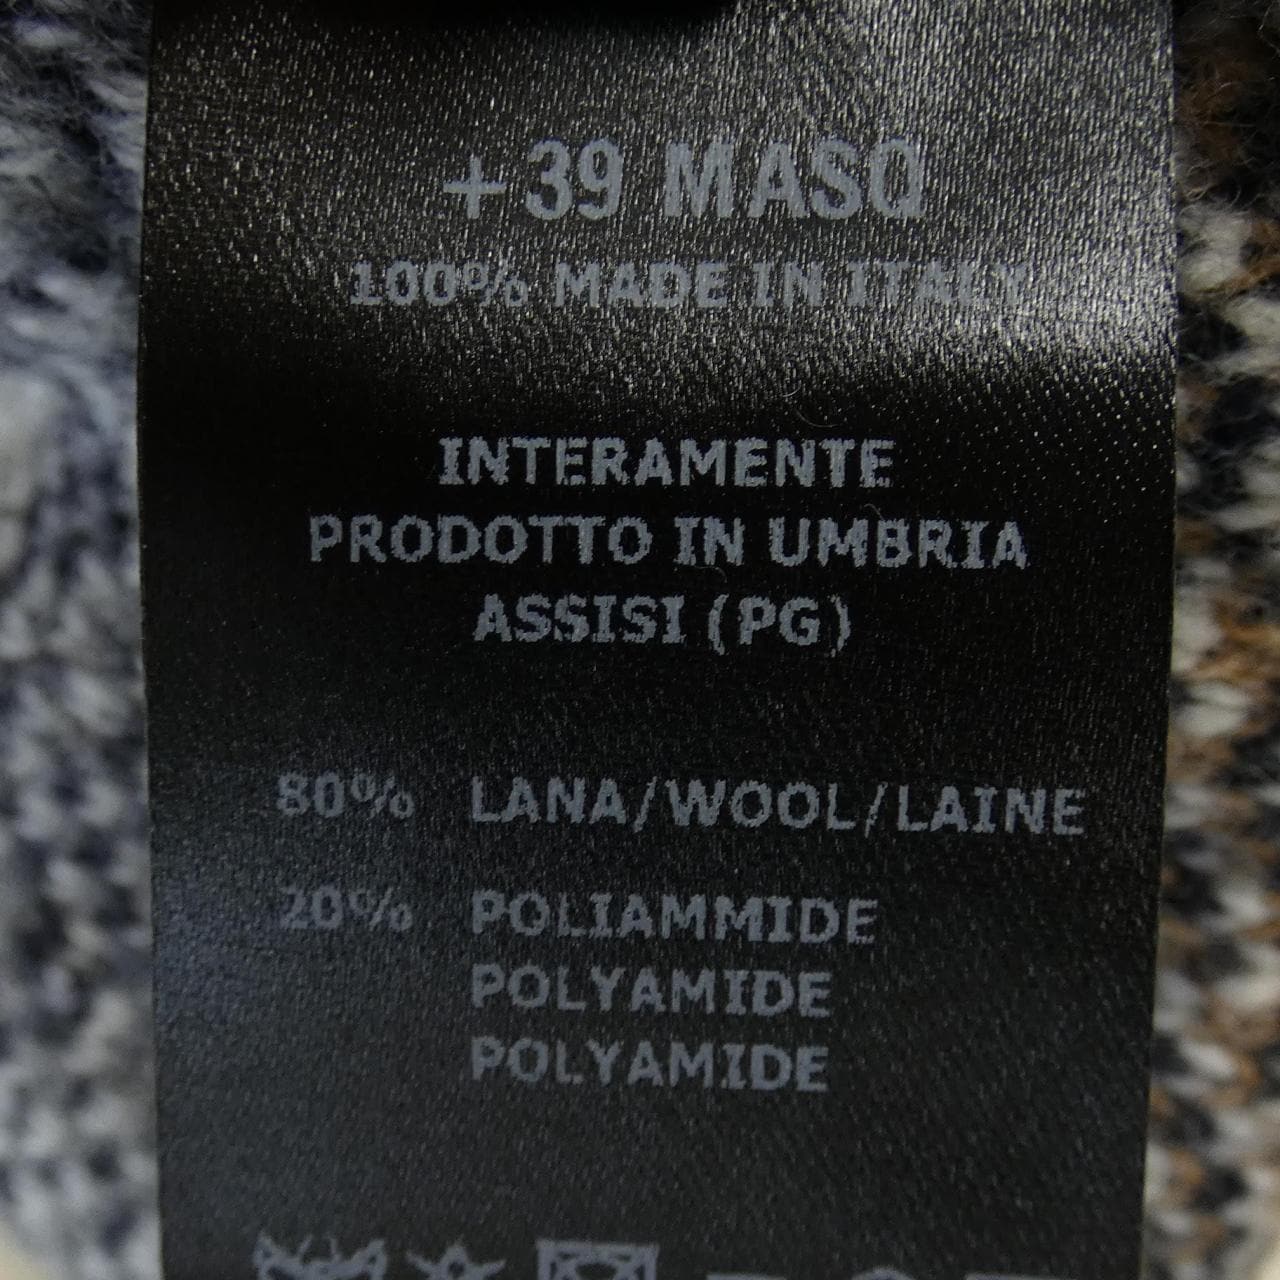 +39 MASQ
100% MADE IN ITALY
INTERAMENTE
PRODOTTO IN UMBRIA
ASSISI (PG)
80% LANA/WOOL/LAINE
20% POLIAMMIDE
POLYAMIDE
POLYAMIDE